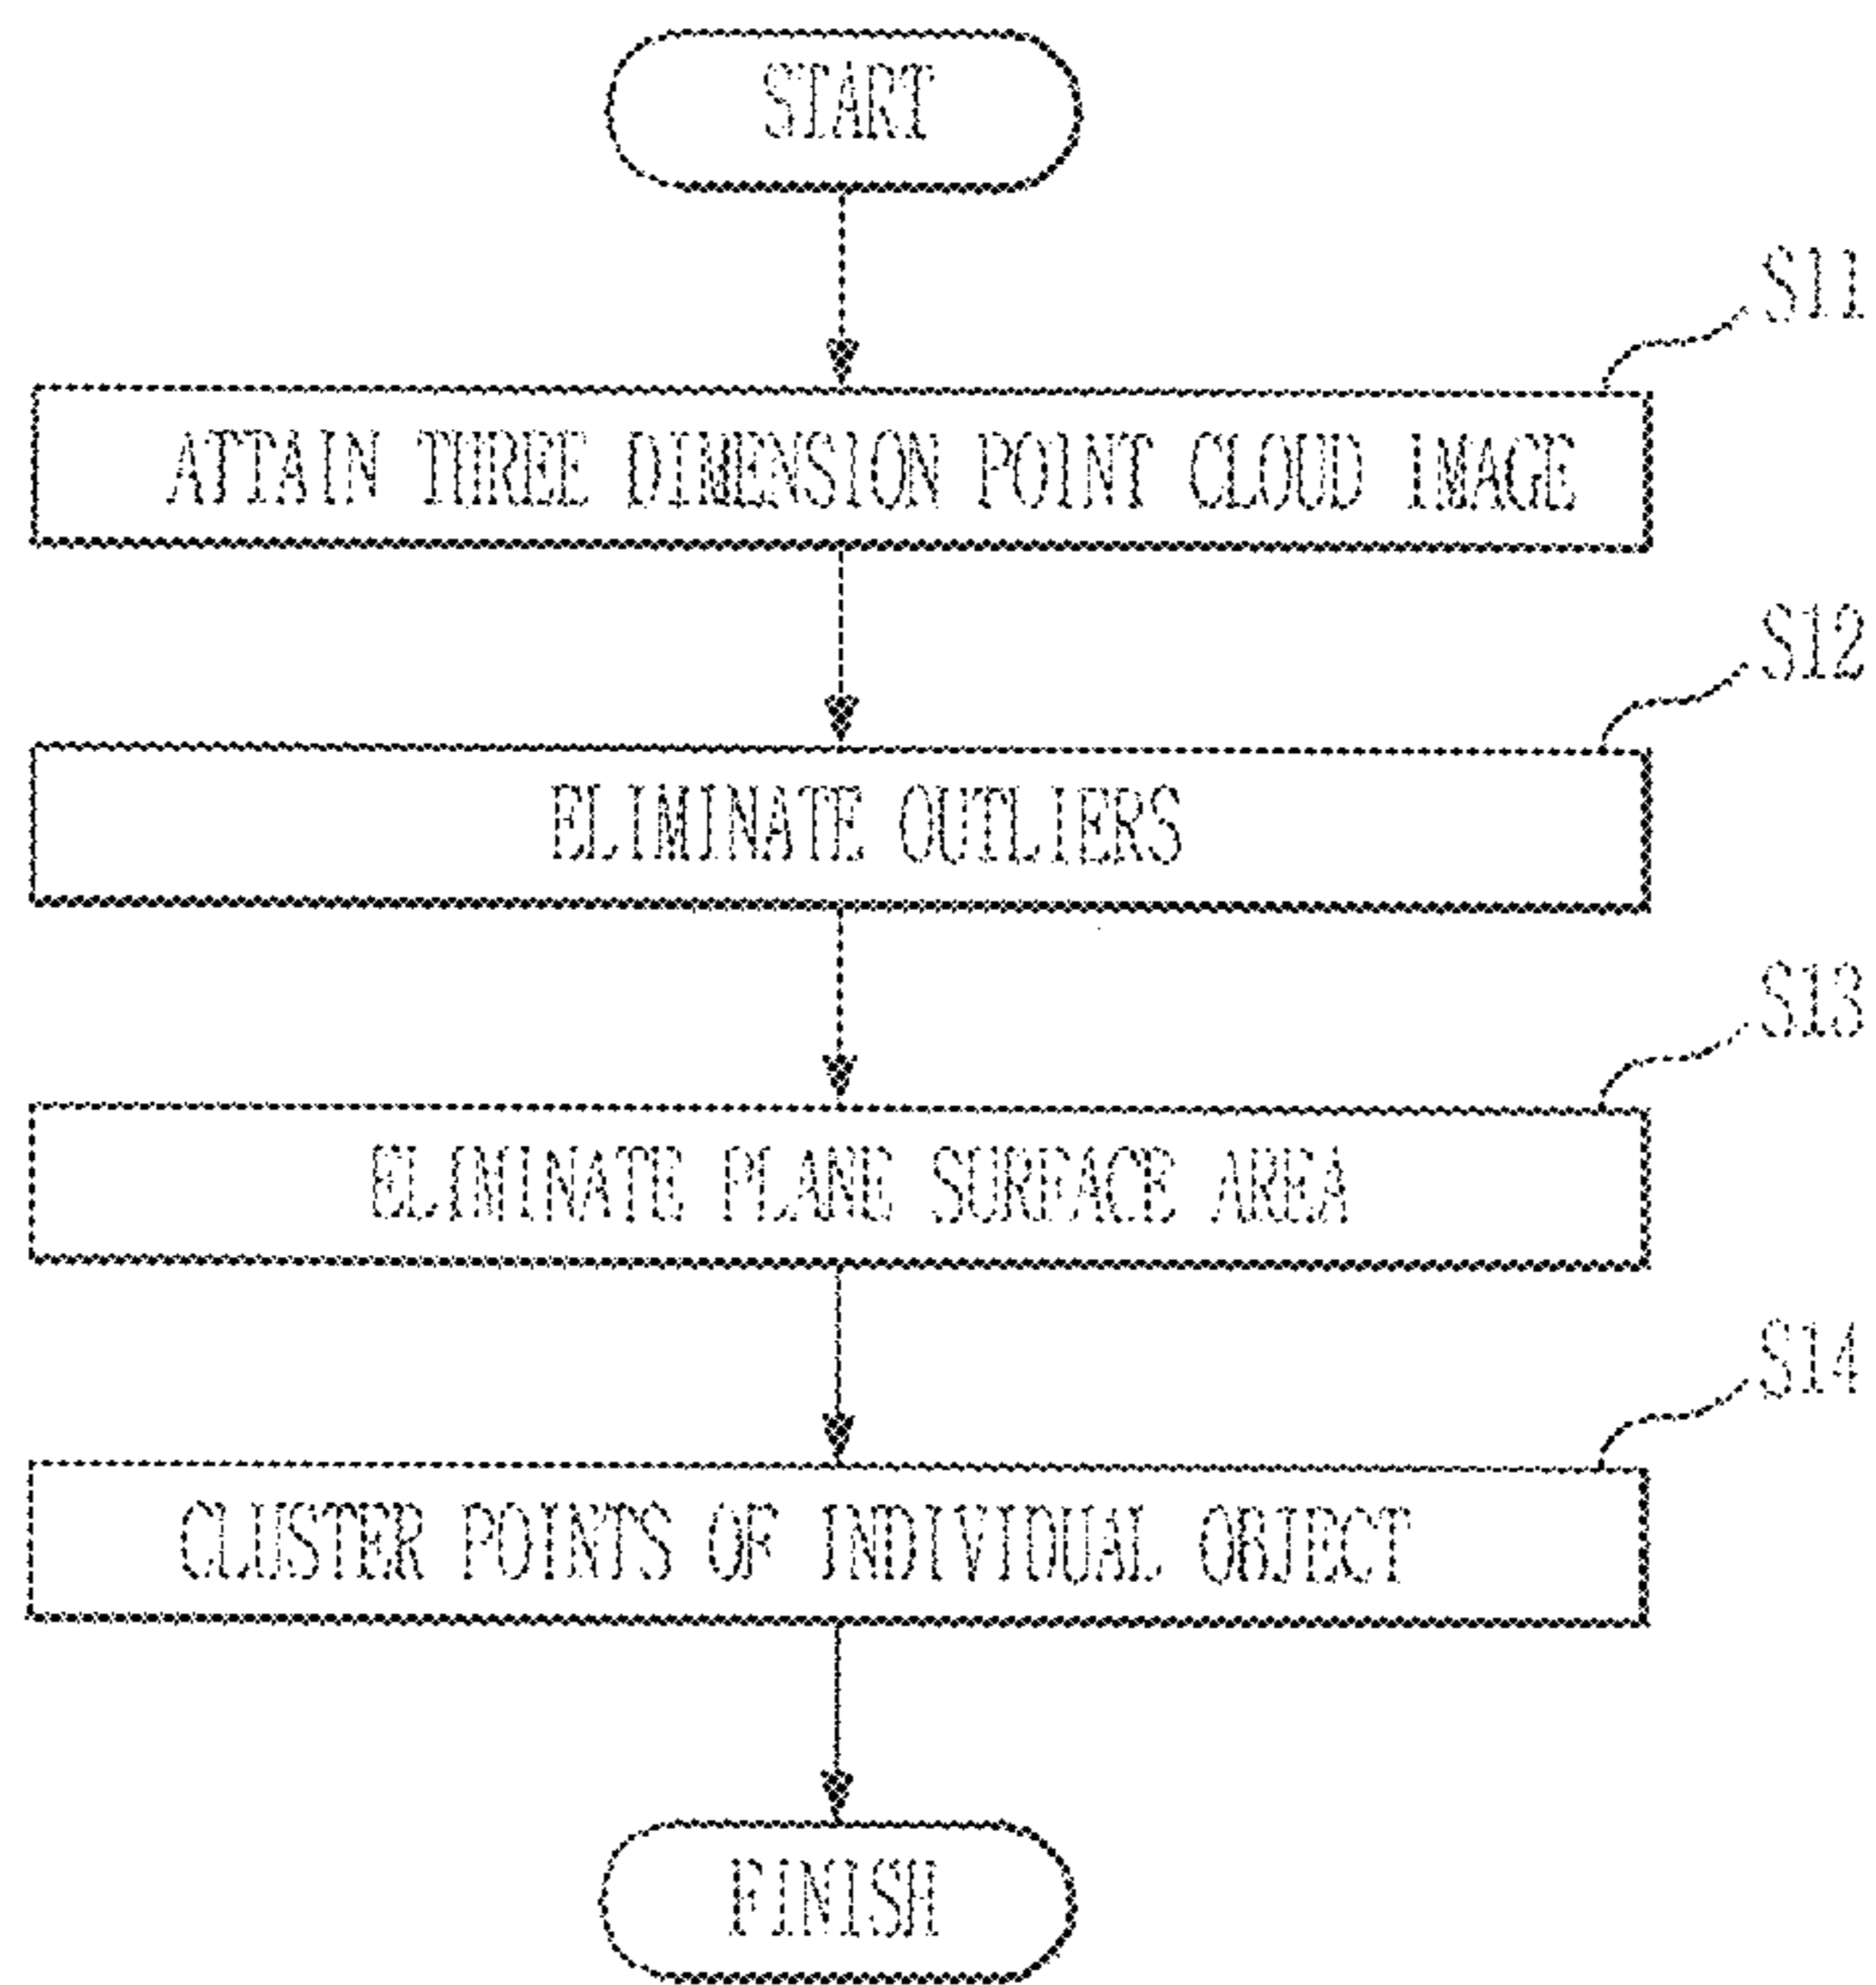 START
S11
ATTAIN THREE DIMENSION POINT CLOUD IMAGE
S12
ELIMINATE OUTLIERS
S13
ELIMINATE PLANE SURFACE AREA
S14
CLUSTER POINTS OF INDIVIDUAL OBJECT
FINISH